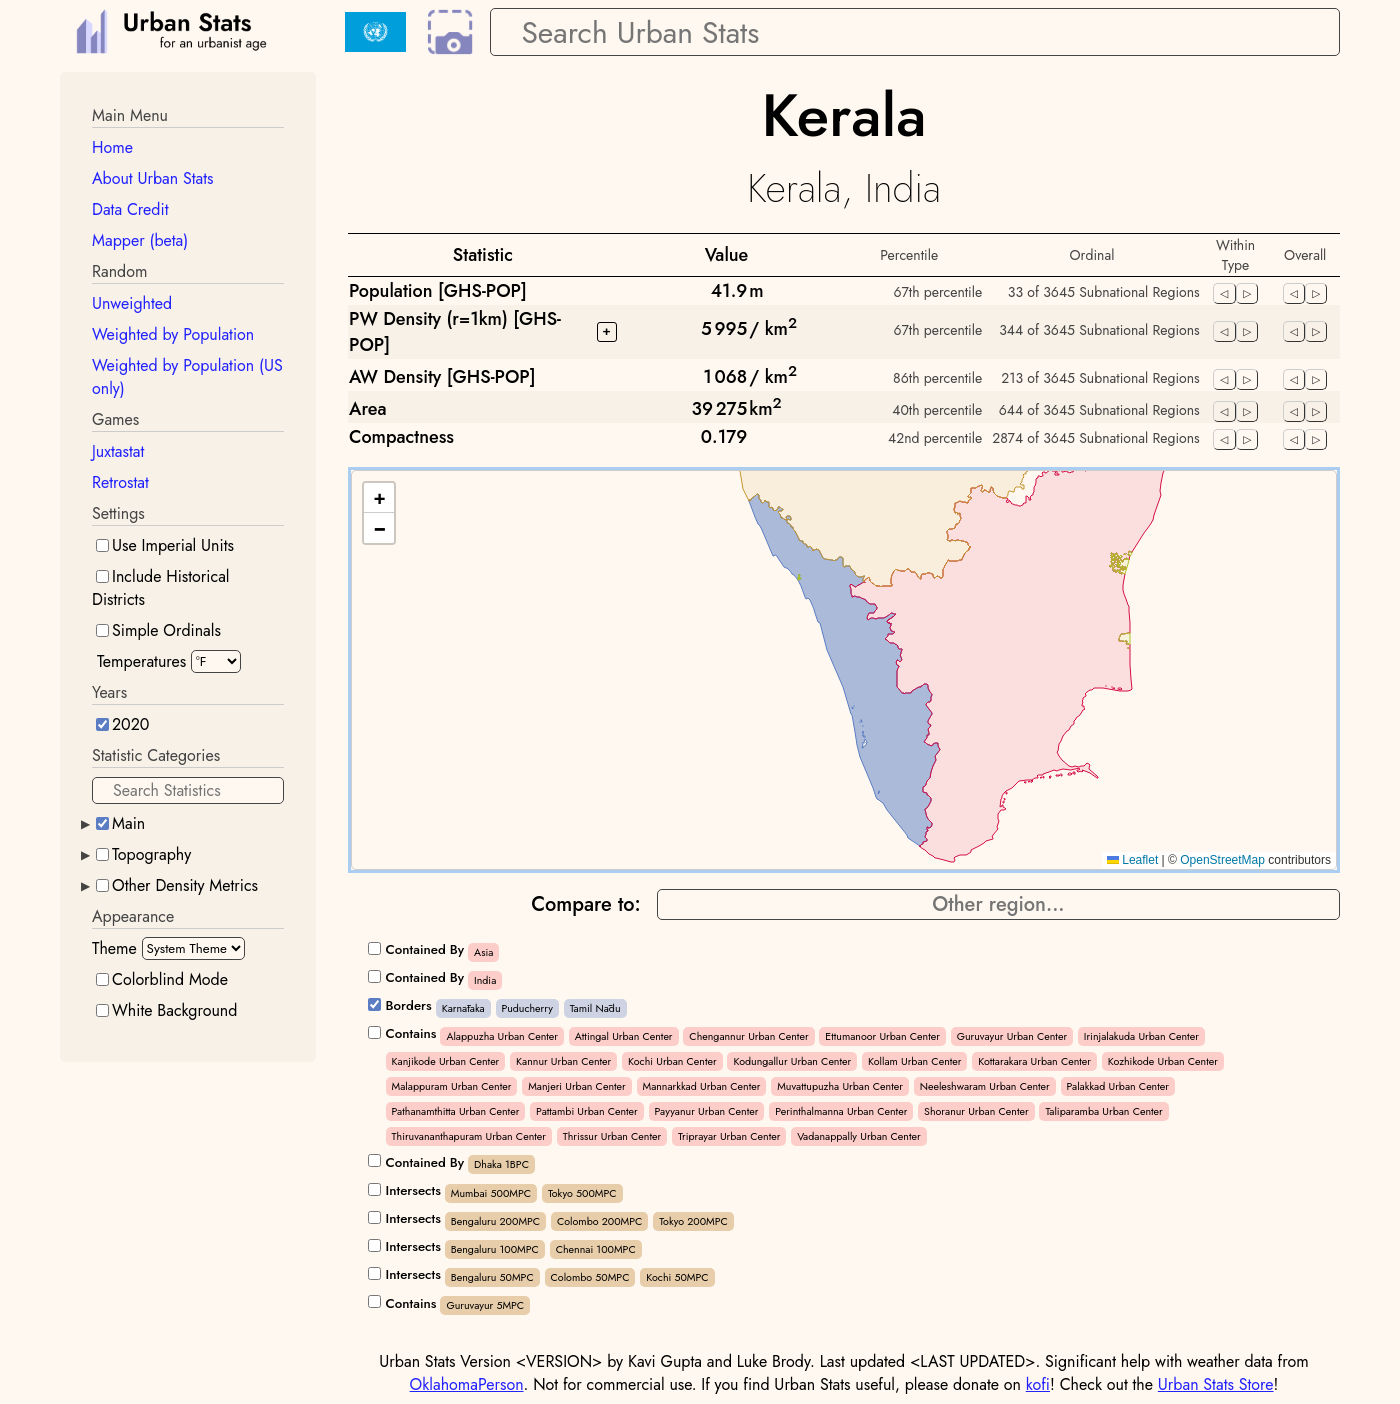 Urban Stats
for an urbanist age
Search Urban Stats
Main Menu
Home
About Urban Stats
Data Credit
Mapper (beta)
Random
Unweighted
Weighted by Population
Weighted by Population (US
only)
Games
Juxtastat
Retrostat
Settings
Use Imperial Units
Include Historical
Districts
Simple Ordinals
Temperatures °F
Years
2020
Statistic Categories
Search Statistics
Main
Topography
Other Density Metrics
Appearance
Theme System Theme
Colorblind Mode
White Background
Kerala
Kerala, India
Statistic Value Percentile Ordinal Within Type Overall
Population [GHS-POP] 41.9 m 67th percentile 33 of 3645 Subnational Regions
PW Density (r=1km) [GHS-
POP] + 5 995 / km2 67th percentile 344 of 3645 Subnational Regions
AW Density [GHS-POP] 1 068 / km2 86th percentile 213 of 3645 Subnational Regions
Area 39 275 km2 40th percentile 644 of 3645 Subnational Regions
Compactness 0.179 42nd percentile 2874 of 3645 Subnational Regions
+
−
Leaflet | © OpenStreetMap contributors
Compare to: Other region...
Contained By Asia
Contained By India
Borders Karnāṭaka Puducherry Tamil Nādu
Contains Alappuzha Urban Center Attingal Urban Center Chengannur Urban Center Ettumanoor Urban Center Guruvayur Urban Center Irinjalakuda Urban Center
Kanjikode Urban Center Kannur Urban Center Kochi Urban Center Kodungallur Urban Center Kollam Urban Center Kottarakara Urban Center Kozhikode Urban Center
Malappuram Urban Center Manjeri Urban Center Mannarkkad Urban Center Muvattupuzha Urban Center Neeleshwaram Urban Center Palakkad Urban Center
Pathanamthitta Urban Center Pattambi Urban Center Payyanur Urban Center Perinthalmanna Urban Center Shoranur Urban Center Taliparamba Urban Center
Thiruvananthapuram Urban Center Thrissur Urban Center Triprayar Urban Center Vadanappally Urban Center
Contained By Dhaka 1BPC
Intersects Mumbai 500MPC Tokyo 500MPC
Intersects Bengaluru 200MPC Colombo 200MPC Tokyo 200MPC
Intersects Bengaluru 100MPC Chennai 100MPC
Intersects Bengaluru 50MPC Colombo 50MPC Kochi 50MPC
Contains Guruvayur 5MPC
Urban Stats Version <VERSION> by Kavi Gupta and Luke Brody. Last updated <LAST UPDATED>. Significant help with weather data from
OklahomaPerson. Not for commercial use. If you find Urban Stats useful, please donate on kofi! Check out the Urban Stats Store!